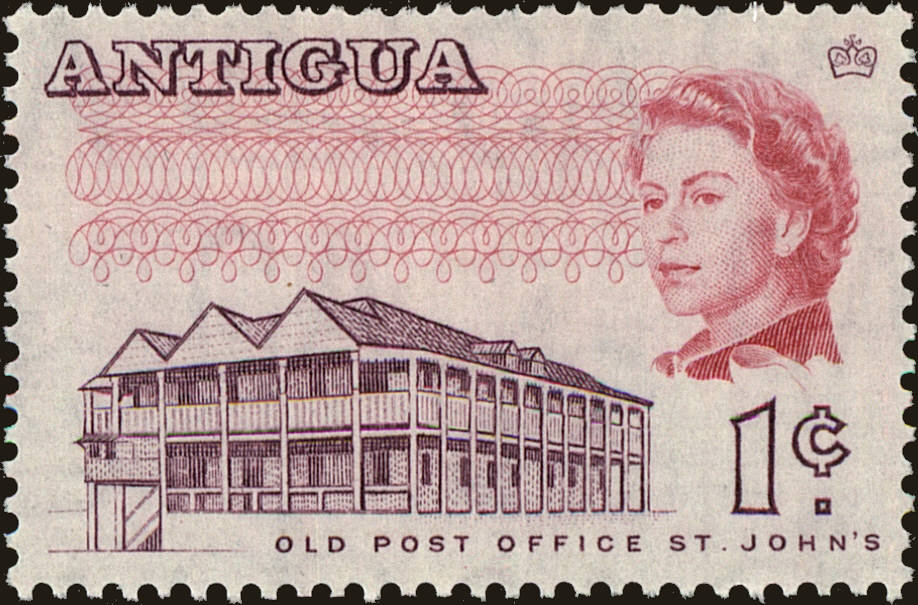 ANTIGUA
1¢.
OLD POST OFFICE ST. JOHN'S